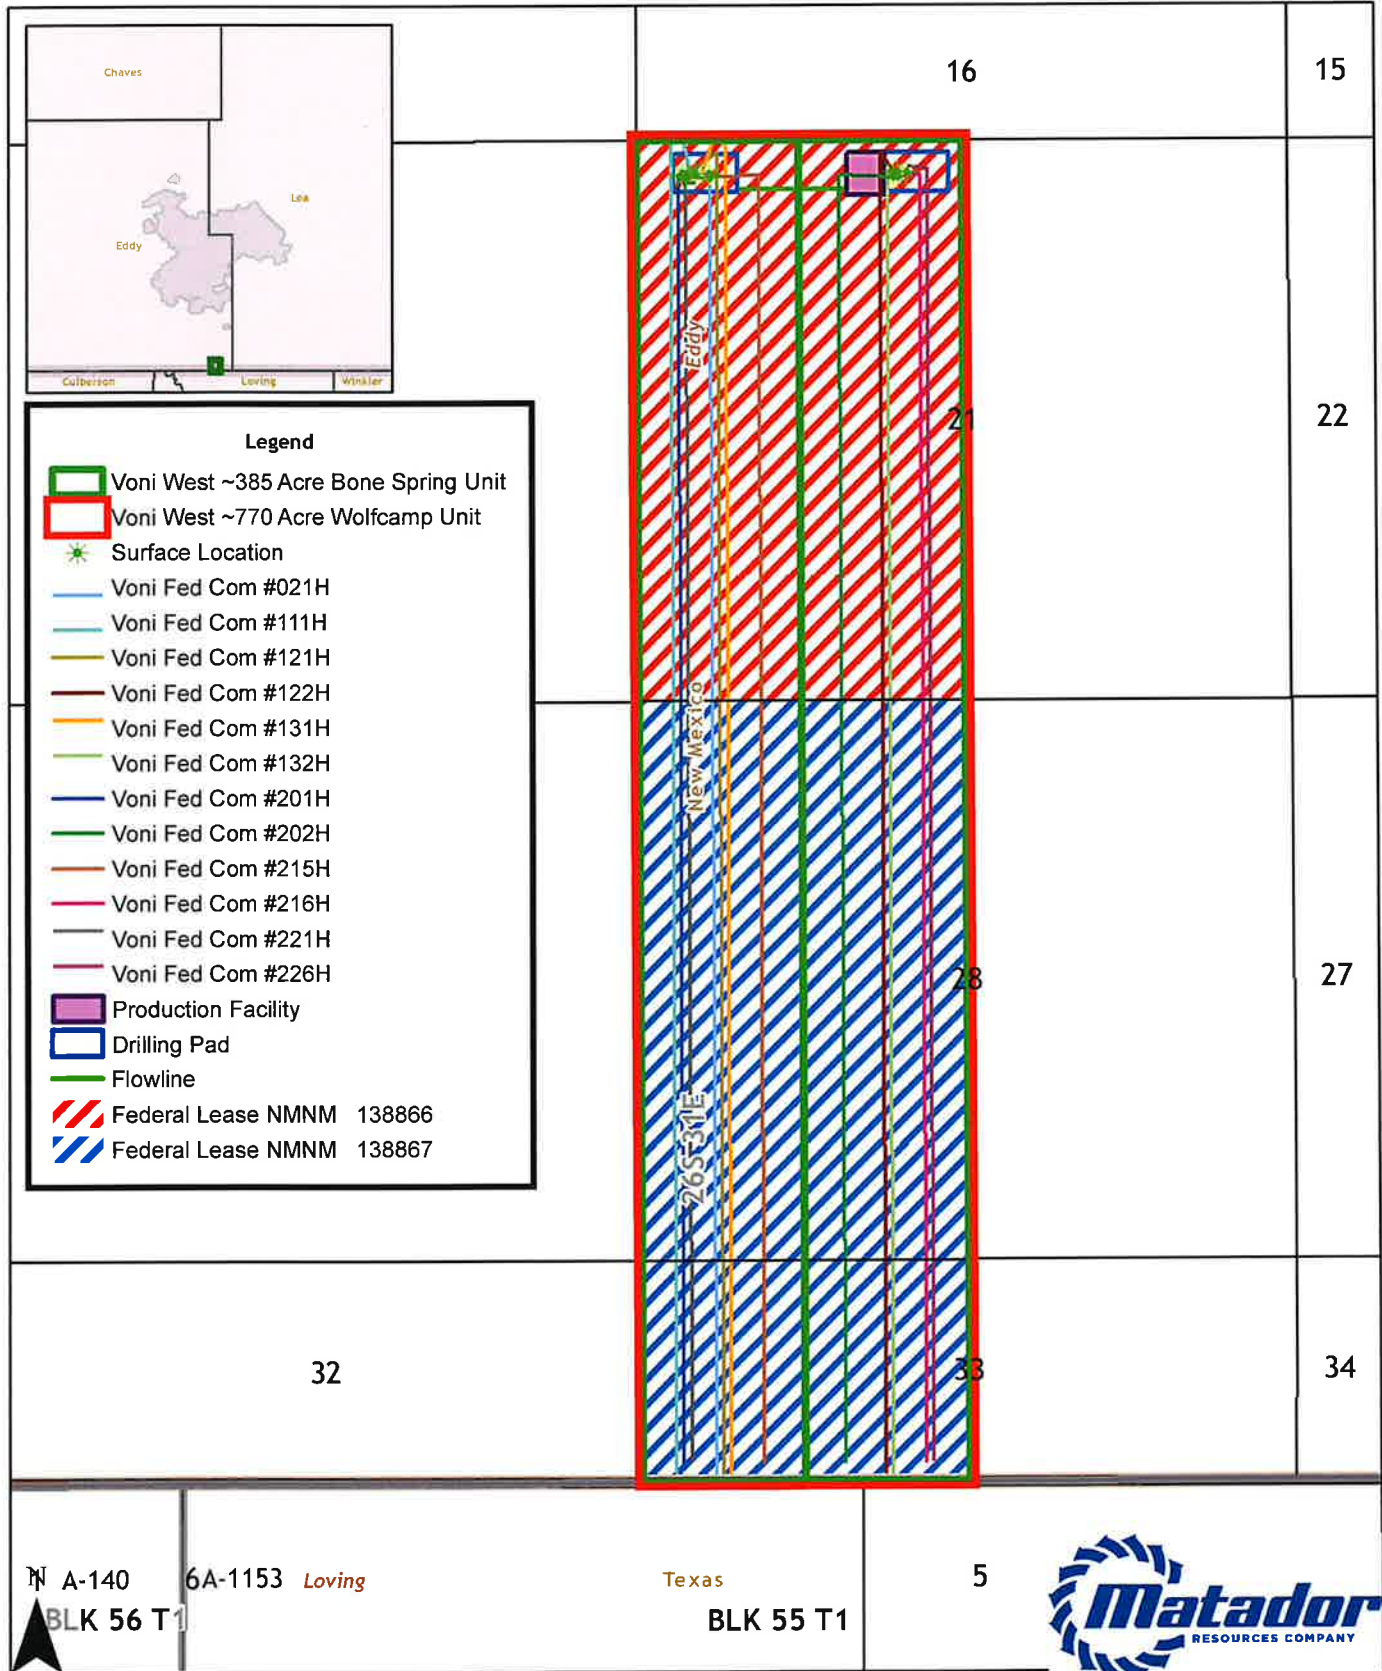 16
15
Chaves
Lea
Eddy
Culberson
Loving
Winkler
Eddy
21
22
Legend
Voni West ~385 Acre Bone Spring Unit
Voni West ~770 Acre Wolfcamp Unit
Surface Location
Voni Fed Com #021H
Voni Fed Com #111H
Voni Fed Com #121H
Voni Fed Com #122H
Voni Fed Com #131H
Voni Fed Com #132H
Voni Fed Com #201H
Voni Fed Com #202H
Voni Fed Com #215H
Voni Fed Com #216H
Voni Fed Com #221H
Voni Fed Com #226H
Production Facility
Drilling Pad
Flowline
Federal Lease NMNM 138866
Federal Lease NMNM 138867
New Mexico
28
27
26S-31E
32
33
34
N
A-140
6A-1153
Loving
Texas
5
BLK 56 T1
BLK 55 T1
Matador
RESOURCES COMPANY